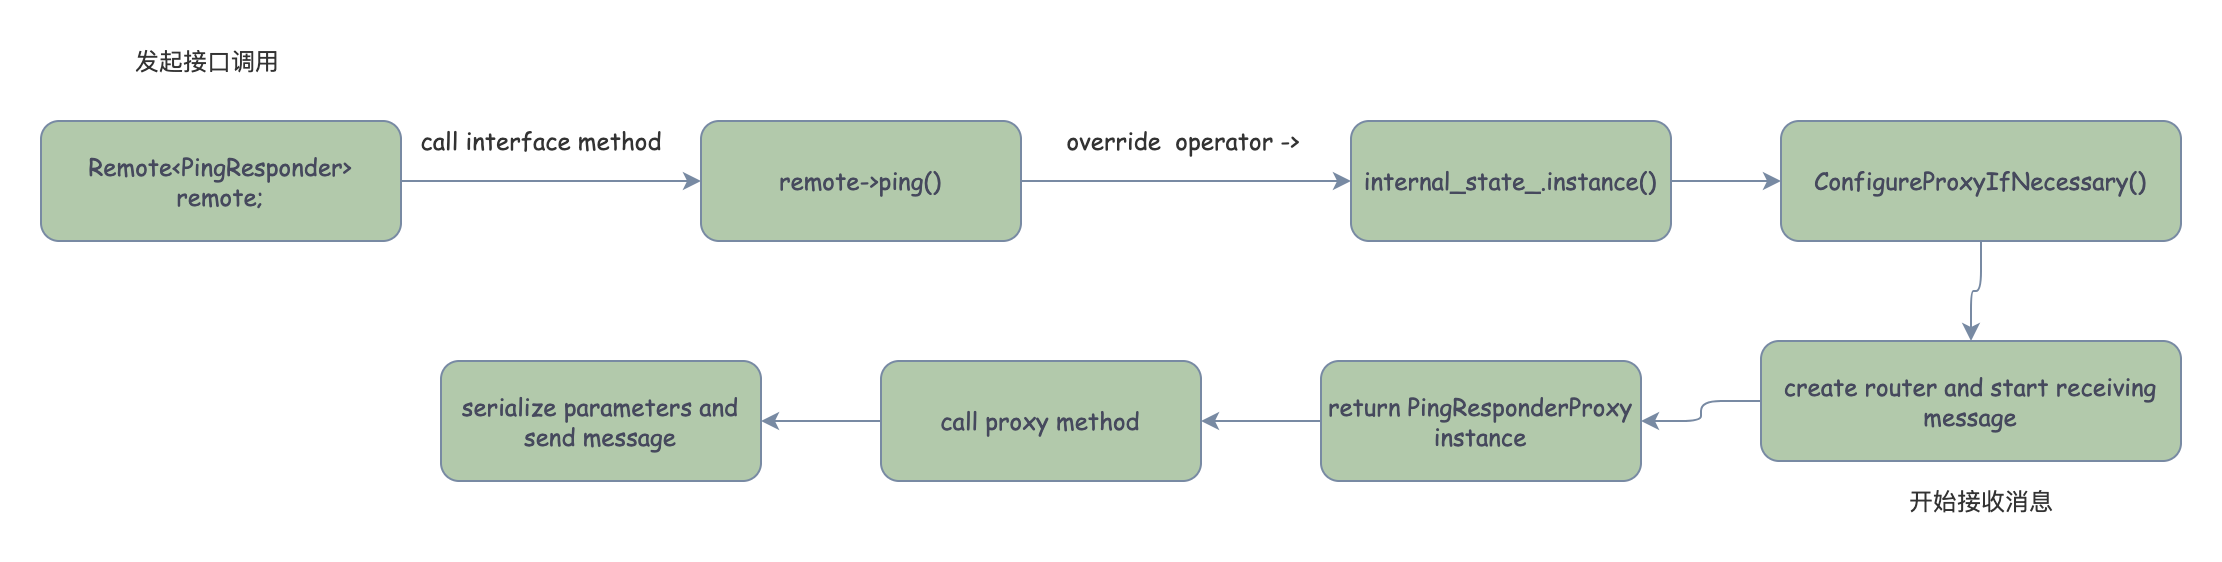 发起接口调用
Remote<PingResponder>
remote;
call interface method
remote->ping()
override  operator ->
internal_state_.instance()
ConfigureProxyIfNecessary()
create router and start receiving
message
开始接收消息
return PingResponderProxy
instance
call proxy method
serialize parameters and
send message